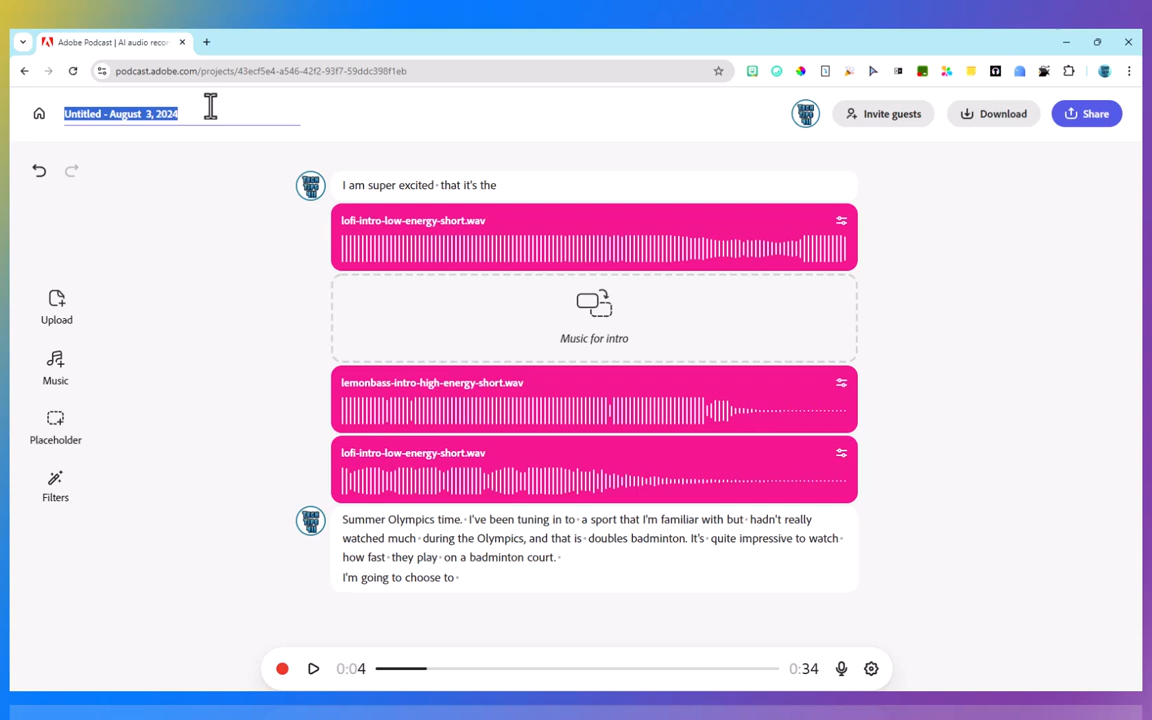 Adobe Podcast | AI audio reco
podcast.adobe.com/projects/43ecf5e4-a546-42f2-93f7-59ddc398f1eb
Untitled - August 3, 2024
Invite guests
Download
Share
I am super excited · that it's the
lofi-intro-low-energy-short.wav
Upload
Music for intro
Music
lemonbass-intro-high-energy-short.wav
Placeholder
lofi-intro-low-energy-short.wav
Filters
TECH
TIPS
Summer Olympics time. · I've been tuning in to · a sport that I'm familiar with but · hadn't really
watched much · during the Olympics, and that is · doubles badminton. It's · quite impressive to watch ·
how fast · they play · on a badminton court. ·
I'm going to choose to ·
0:04
0:34